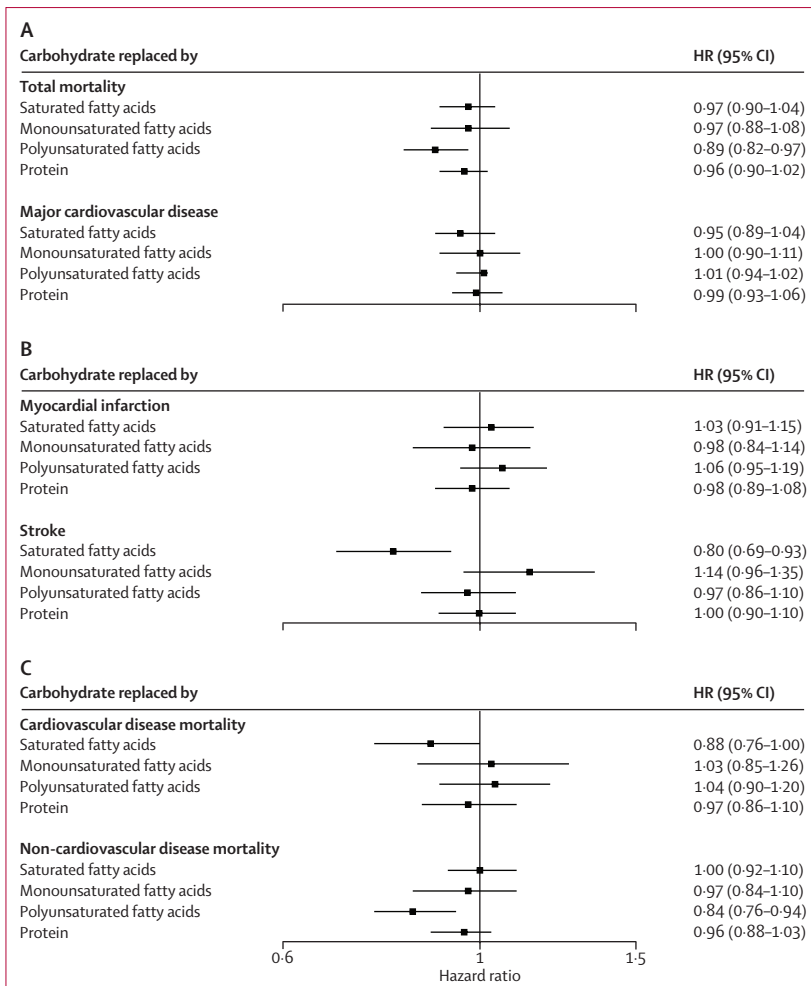 A
Carbohydrate replaced by HR (95% CI)
Total mortality
Saturated fatty acids 0·97 (0·90–1·04)
Monounsaturated fatty acids 0·97 (0·88–1·08)
Polyunsaturated fatty acids 0·89 (0·82–0·97)
Protein 0·96 (0·90–1·02)
Major cardiovascular disease
Saturated fatty acids 0·95 (0·89–1·04)
Monounsaturated fatty acids 1·00 (0·90–1·11)
Polyunsaturated fatty acids 1·01 (0·94–1·02)
Protein 0·99 (0·93–1·06)
0·6 1 1·5
B
Carbohydrate replaced by HR (95% CI)
Myocardial infarction
Saturated fatty acids 1·03 (0·91–1·15)
Monounsaturated fatty acids 0·98 (0·84–1·14)
Polyunsaturated fatty acids 1·06 (0·95–1·19)
Protein 0·98 (0·89–1·08)
Stroke
Saturated fatty acids 0·80 (0·69–0·93)
Monounsaturated fatty acids 1·14 (0·96–1·35)
Polyunsaturated fatty acids 0·97 (0·86–1·10)
Protein 1·00 (0·90–1·10)
0·6 1 1·5
C
Carbohydrate replaced by HR (95% CI)
Cardiovascular disease mortality
Saturated fatty acids 0·88 (0·76–1·00)
Monounsaturated fatty acids 1·03 (0·85–1·26)
Polyunsaturated fatty acids 1·04 (0·90–1·20)
Protein 0·97 (0·86–1·10)
Non-cardiovascular disease mortality
Saturated fatty acids 1·00 (0·92–1·10)
Monounsaturated fatty acids 0·97 (0·84–1·10)
Polyunsaturated fatty acids 0·84 (0·76–0·94)
Protein 0·96 (0·88–1·03)
0·6 1 1·5
Hazard ratio